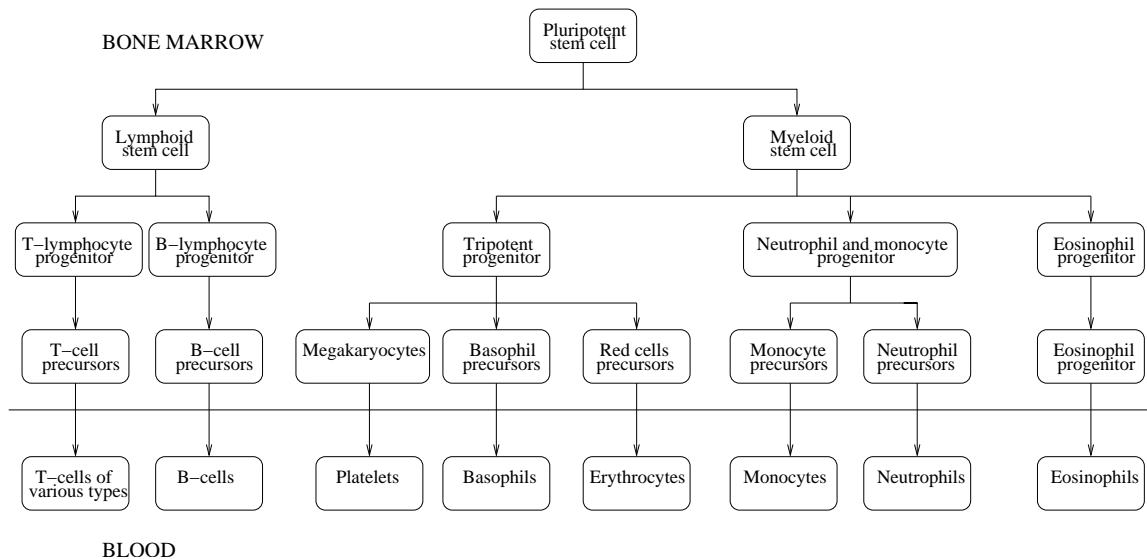 BONE MARROW
Pluripotent
stem cell
Lymphoid
stem cell
Myeloid
stem cell
T−lymphocyte
progenitor
B−lymphocyte
progenitor
Tripotent
progenitor
Neutrophil and monocyte
progenitor
Eosinophil
progenitor
T−cell
precursors
B−cell
precursors
Megakaryocytes
Basophil
precursors
Red cells
precursors
Monocyte
precursors
Neutrophil
precursors
Eosinophil
progenitor
T−cells of
various types
B−cells
Platelets
Basophils
Erythrocytes
Monocytes
Neutrophils
Eosinophils
BLOOD